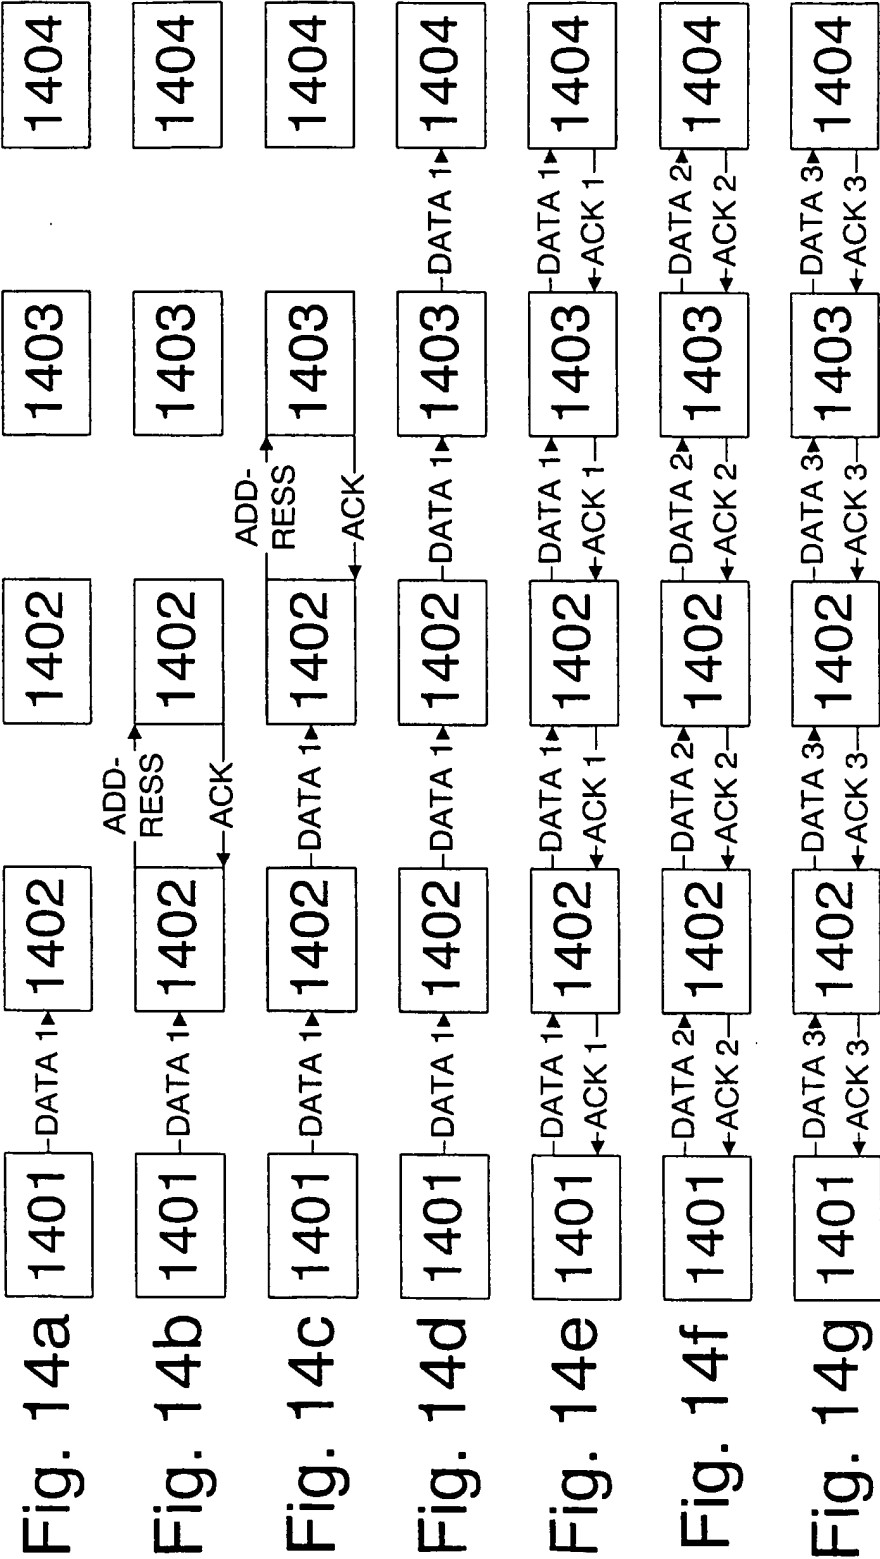 Fig. 14a 1401 DATA 1 1402 1402 1403 1404
ADD-
RESS
Fig. 14b 1401 DATA 1 1402 1402 1403 1404
ACK
ADD-
RESS
Fig. 14c 1401 DATA 1 1402 DATA 1 1402 1403 1404
ACK
Fig. 14d 1401 DATA 1 1402 DATA 1 1402 DATA 1 1403 DATA 1 1404
DATA 1 DATA 1 DATA 1 DATA 1
Fig. 14e 1401 1402 1402 1403 1404
ACK 1 ACK 1 ACK 1 ACK 1
DATA 2 DATA 2 DATA 2 DATA 2
Fig. 14f 1401 1402 1402 1403 1404
ACK 2 ACK 2 ACK 2 ACK 2
DATA 3 DATA 3 DATA 3 DATA 3
Fig. 14g 1401 1402 1402 1403 1404
ACK 3 ACK 3 ACK 3 ACK 3